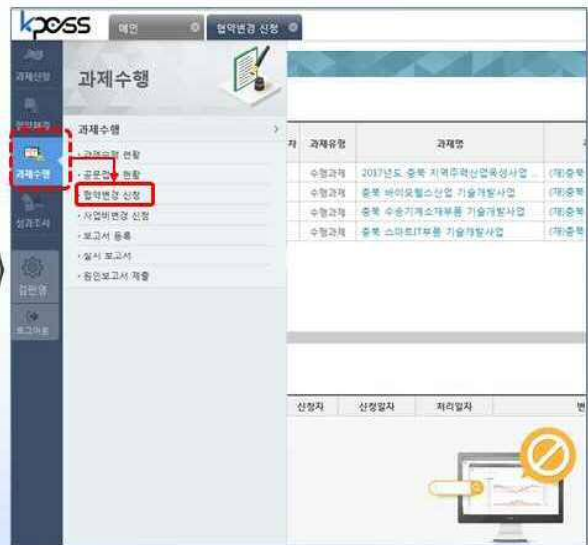 kposs 메인 협약변경 신청
과제신청
과제수행
과제수행
협약체결
과제수행
성과조사
로그아웃
과제수행 현황
협약변경 신청
사업비변경 신청
보고서 등록
실시 보고서
원인보고서 제출
자 과제유형 과제명
수행과제 2017년도 충북 지역주력산업육성사업 .. (재)충북
수행과제 충북 바이오헬스산업 기술개발사업 (재)충북
수행과제 충북 수송기계소재부품 기술개발사업 (재)충북
수행과제 충북 스마트IT부품 기술개발사업 (재)충북
신청자 신청일자 처리일자 변